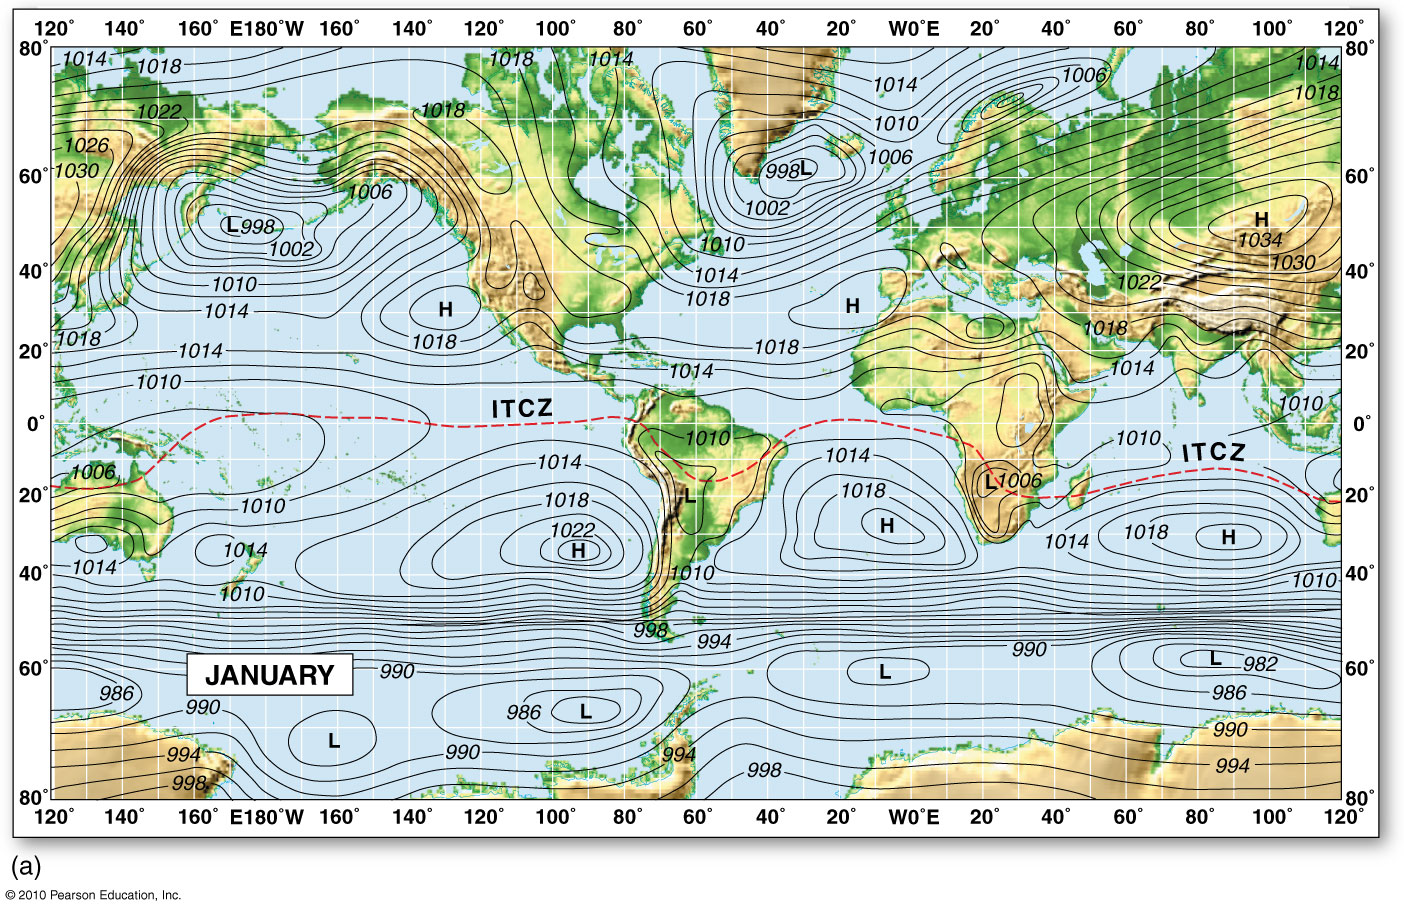 120° 140° 160° E180°W 160° 140° 120° 100° 80° 60° 40° 20° W0°E 20° 40° 60° 80° 100° 120°
80° 1014 1018 1018 1014 1014 1006 1014 80°
1018
1022 1018 1010
1026 1006
1030 998 L
60° 1006 60°
1002
L 998 H
1002 1010 1034
1030
40° 1010 1014 1022 40°
1014 H 1018 H
1018 1018 1018
20° 1014 1018 20°
1010 1014 1014
ITCZ 1010
0° 0°
1010 1010
1006 1014 1014 ITCZ
L 1006
20° 1010 1018 L 1018 20°
1022 H 1018 H
1014 H 1014
1014
40° 1010 1010 1010 40°
998 994
990
60° JANUARY 990 L L 982 60°
986 990 986 L 986
L 990
994 990 994 994
998 998
80° 80°
120° 140° 160° E180°W 160° 140° 120° 100° 80° 60° 40° 20° W0°E 20° 40° 60° 80° 100° 120°
(a)
© 2010 Pearson Education, Inc.